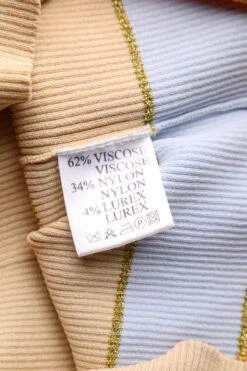 62% VISCOSE
VISCOSE
34% NYLON
NYLON
4% LUREX
LUREX